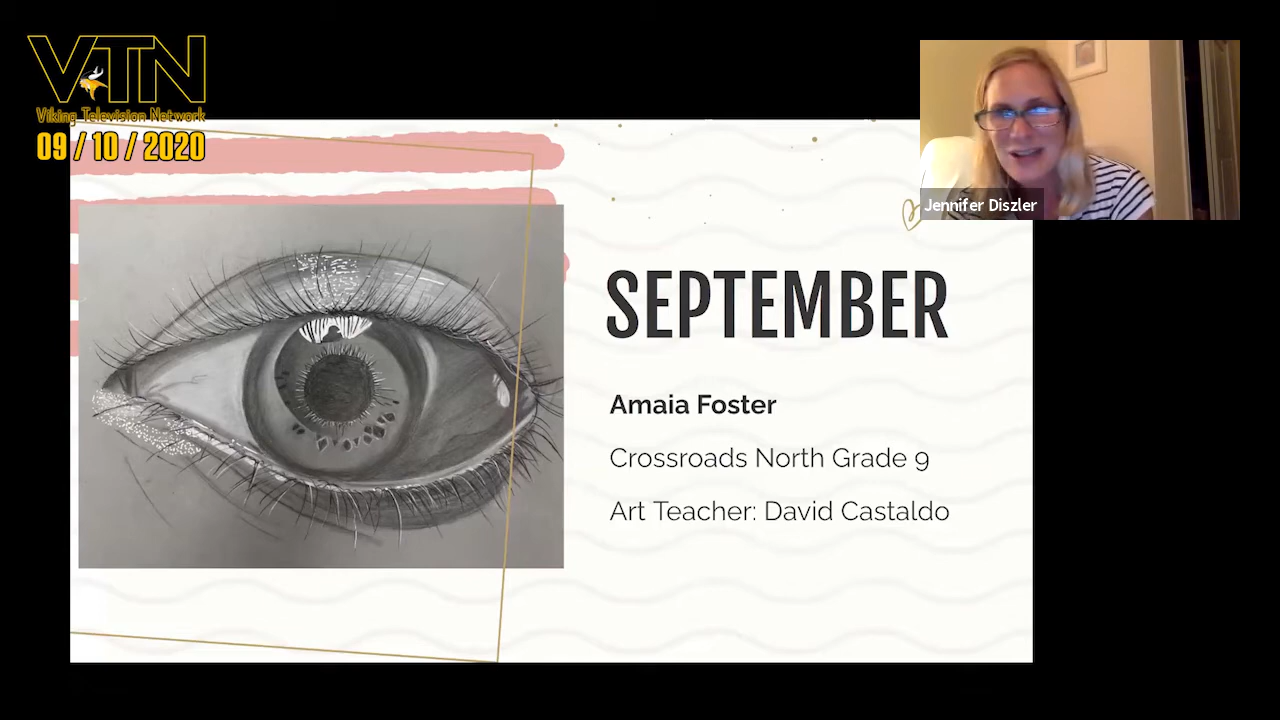 VTN
Viking Television Network
09 / 10 / 2020
Jennifer Diszler
SEPTEMBER
Amaia Foster
Crossroads North Grade 9
Art Teacher: David Castaldo